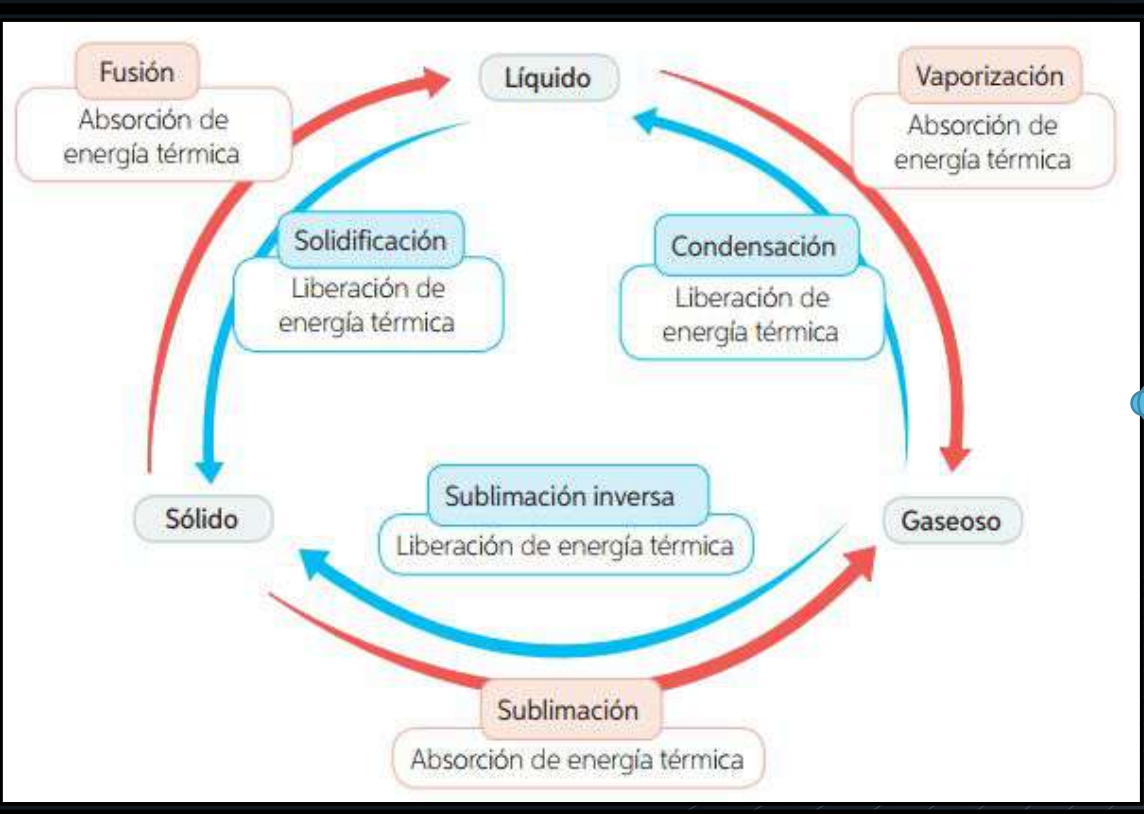 Fusión
Absorción de
energía térmica
Líquido
Vaporización
Absorción de
energía térmica
Solidificación
Liberación de
energía térmica
Condensación
Liberación de
energía térmica
Sólido
Sublimación inversa
Liberación de energía térmica
Gaseoso
Sublimación
Absorción de energía térmica